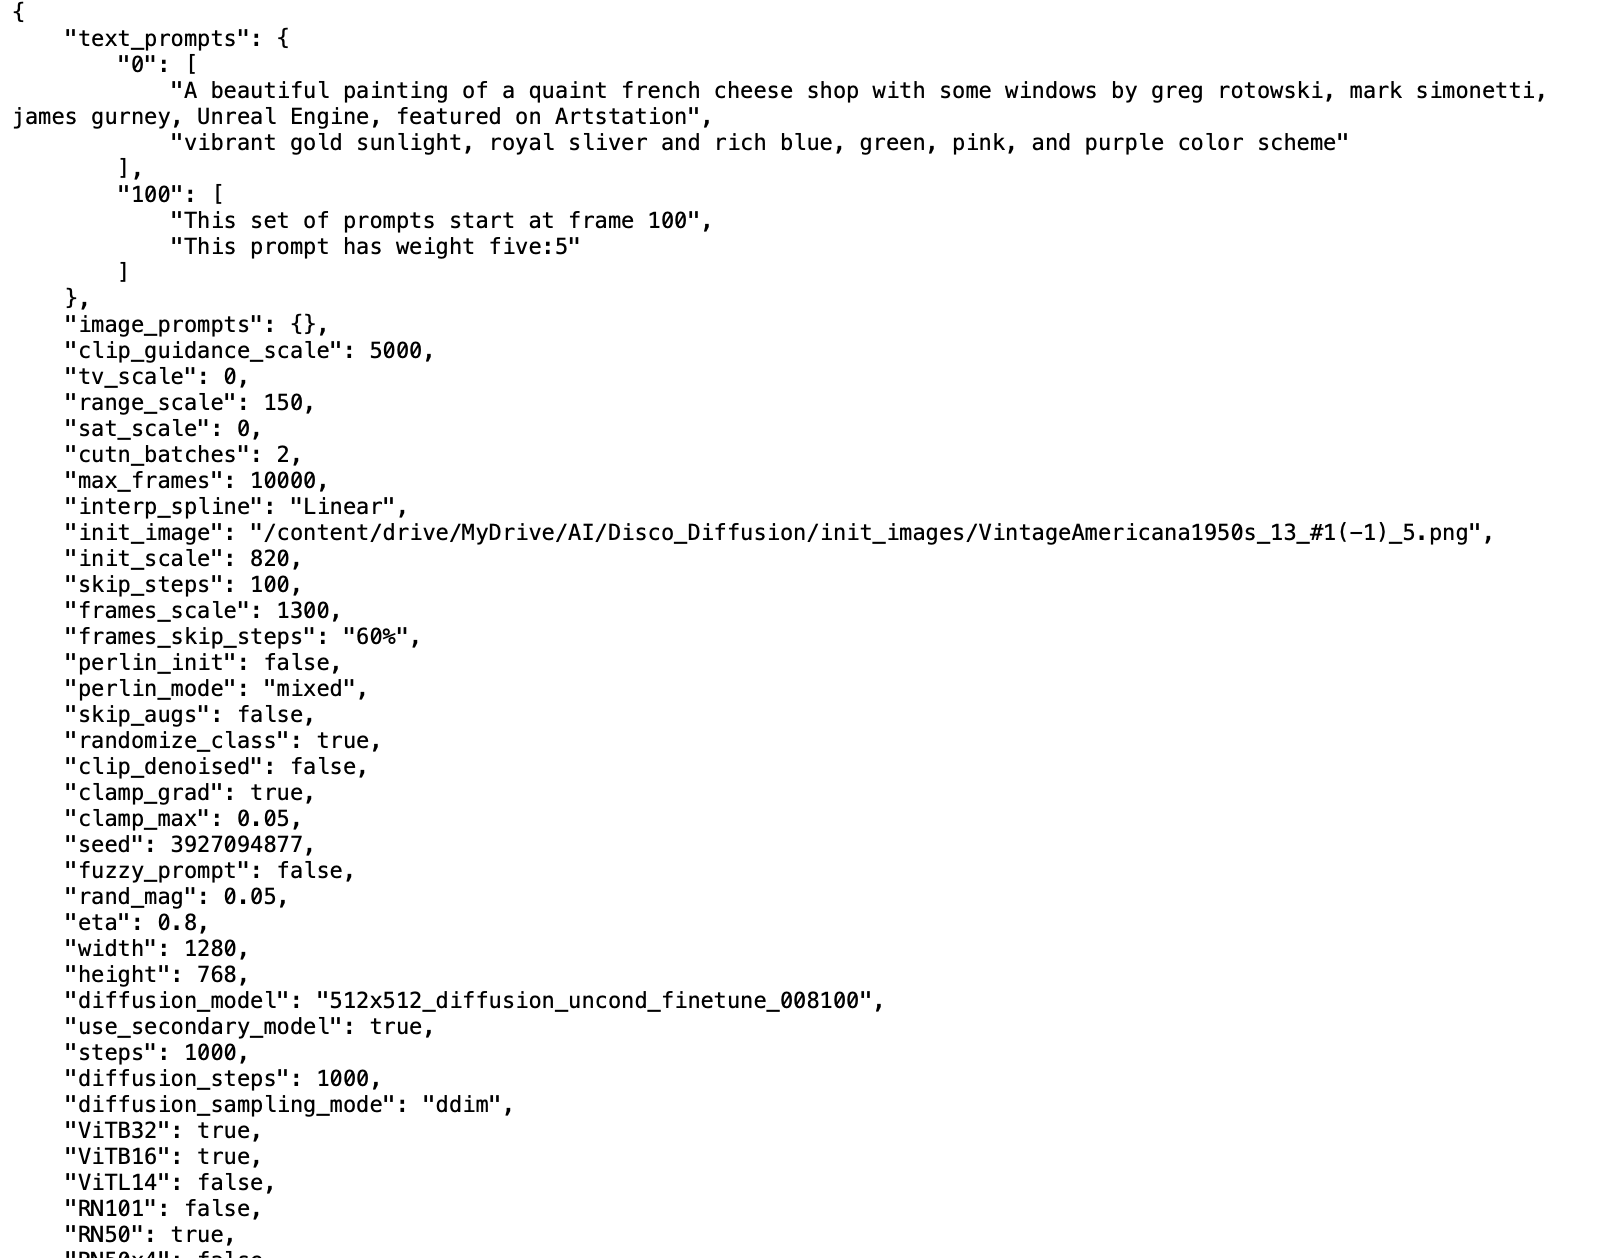 {
    "text_prompts": {
        "0": [
            "A beautiful painting of a quaint french cheese shop with some windows by greg rotowski, mark simonetti,
james gurney, Unreal Engine, featured on Artstation",
            "vibrant gold sunlight, royal sliver and rich blue, green, pink, and purple color scheme"
        ],
        "100": [
            "This set of prompts start at frame 100",
            "This prompt has weight five:5"
        ]
    },
    "image_prompts": {},
    "clip_guidance_scale": 5000,
    "tv_scale": 0,
    "range_scale": 150,
    "sat_scale": 0,
    "cutn_batches": 2,
    "max_frames": 10000,
    "interp_spline": "Linear",
    "init_image": "/content/drive/MyDrive/AI/Disco_Diffusion/init_images/VintageAmericana1950s_13_#1(-1)_5.png",
    "init_scale": 820,
    "skip_steps": 100,
    "frames_scale": 1300,
    "frames_skip_steps": "60%",
    "perlin_init": false,
    "perlin_mode": "mixed",
    "skip_augs": false,
    "randomize_class": true,
    "clip_denoised": false,
    "clamp_grad": true,
    "clamp_max": 0.05,
    "seed": 3927094877,
    "fuzzy_prompt": false,
    "rand_mag": 0.05,
    "eta": 0.8,
    "width": 1280,
    "height": 768,
    "diffusion_model": "512x512_diffusion_uncond_finetune_008100",
    "use_secondary_model": true,
    "steps": 1000,
    "diffusion_steps": 1000,
    "diffusion_sampling_mode": "ddim",
    "ViTB32": true,
    "ViTB16": true,
    "ViTL14": false,
    "RN101": false,
    "RN50": true,
    "RN50x4": false